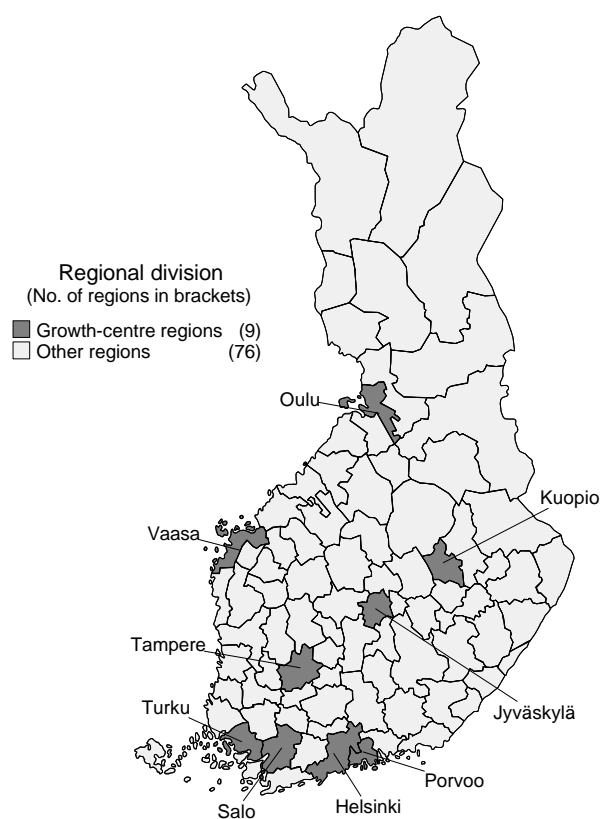 Regional division
(No. of regions in brackets)
Growth-centre regions (9)
Other regions (76)
Oulu
Kuopio
Vaasa
Tampere
Jyväskylä
Turku
Porvoo
Helsinki
Salo